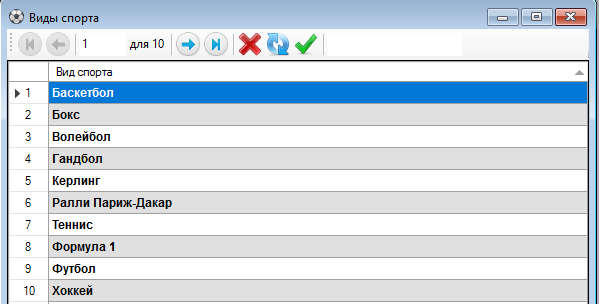 Виды спорта
1 для 10
Вид спорта
1 Баскетбол
2 Бокс
3 Волейбол
4 Гандбол
5 Керлинг
6 Ралли Париж-Дакар
7 Теннис
8 Формула 1
9 Футбол
10 Хоккей